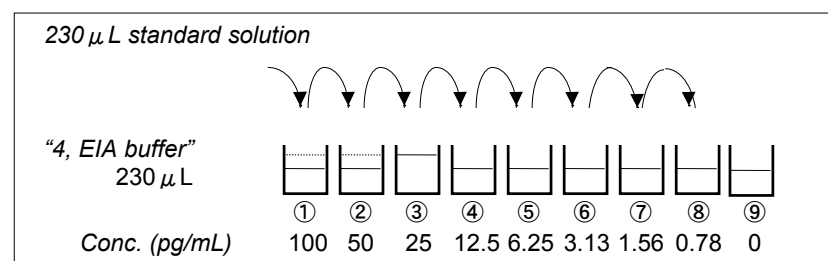 230 μL standard solution
“4, EIA buffer”
230 μL
① ② ③ ④ ⑤ ⑥ ⑦ ⑧ ⑨
Conc. (pg/mL) 100 50 25 12.5 6.25 3.13 1.56 0.78 0